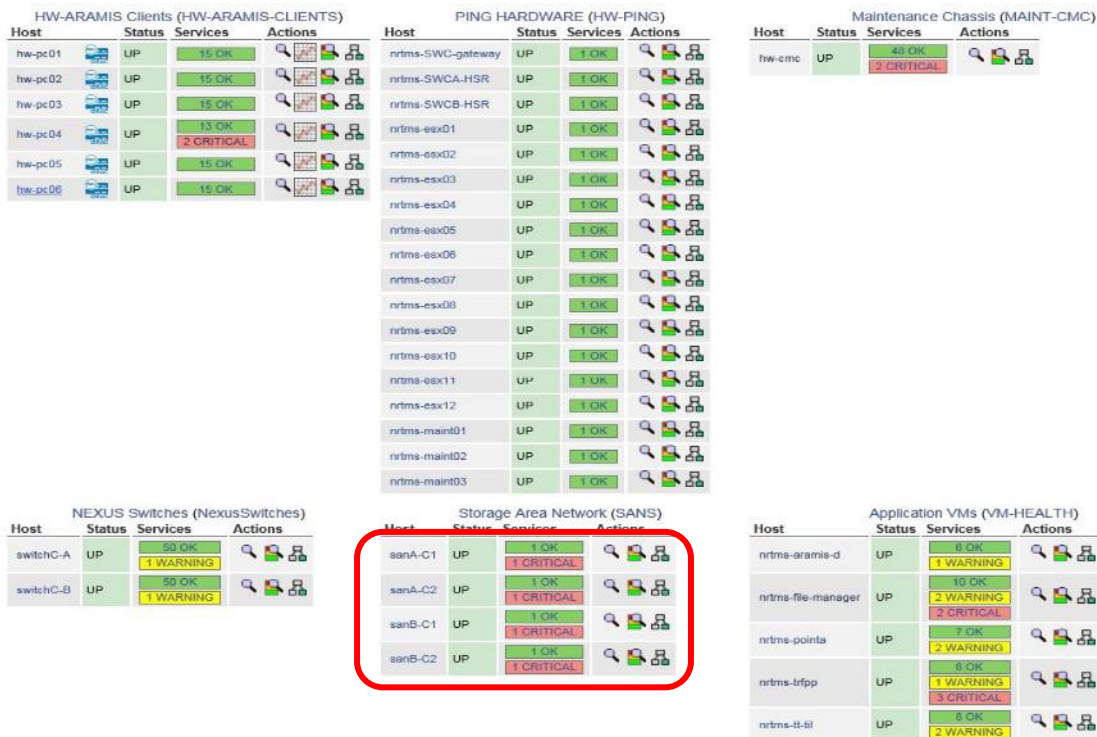 HW-ARAMIS Clients (HW-ARAMIS-CLIENTS)
Host Status Services Actions
hw-pc01 UP 15 OK
hw-pc02 UP 15 OK
hw-pc03 UP 15 OK
hw-pc04 UP 13 OK
2 CRITICAL
hw-pc05 UP 15 OK
hw-pc06 UP 15 OK
PING HARDWARE (HW-PING)
Host Status Services Actions
nrtms-SWC-gateway UP 1 OK
nrtms-SWCA-HSR UP 1 OK
nrtms-SWCB-HSR UP 1 OK
nrtms-esx01 UP 1 OK
nrtms-esx02 UP 1 OK
nrtms-esx03 UP 1 OK
nrtms-esx04 UP 1 OK
nrtms-esx05 UP 1 OK
nrtms-esx06 UP 1 OK
nrtms-esx07 UP 1 OK
nrtms-esx08 UP 1 OK
nrtms-esx09 UP 1 OK
nrtms-esx10 UP 1 OK
nrtms-esx11 UP 1 OK
nrtms-esx12 UP 1 OK
nrtms-maint01 UP 1 OK
nrtms-maint02 UP 1 OK
nrtms-maint03 UP 1 OK
Maintenance Chassis (MAINT-CMC)
Host Status Services Actions
hw-cmc UP 48 OK
2 CRITICAL
NEXUS Switches (NexusSwitches)
Host Status Services Actions
switchC-A UP 50 OK
1 WARNING
switchC-B UP 50 OK
1 WARNING
Storage Area Network (SANS)
Host Status Services Actions
sanA-C1 UP 1 OK
1 CRITICAL
sanA-C2 UP 1 OK
1 CRITICAL
sanB-C1 UP 1 OK
1 CRITICAL
sanB-C2 UP 1 OK
1 CRITICAL
Application VMs (VM-HEALTH)
Host Status Services Actions
nrtms-aramis-d UP 6 OK
1 WARNING
nrtms-file-manager UP 10 OK
2 WARNING
2 CRITICAL
nrtms-pointa UP 7 OK
2 WARNING
nrtms-trfpp UP 6 OK
1 WARNING
3 CRITICAL
nrtms-tt-til UP 8 OK
2 WARNING